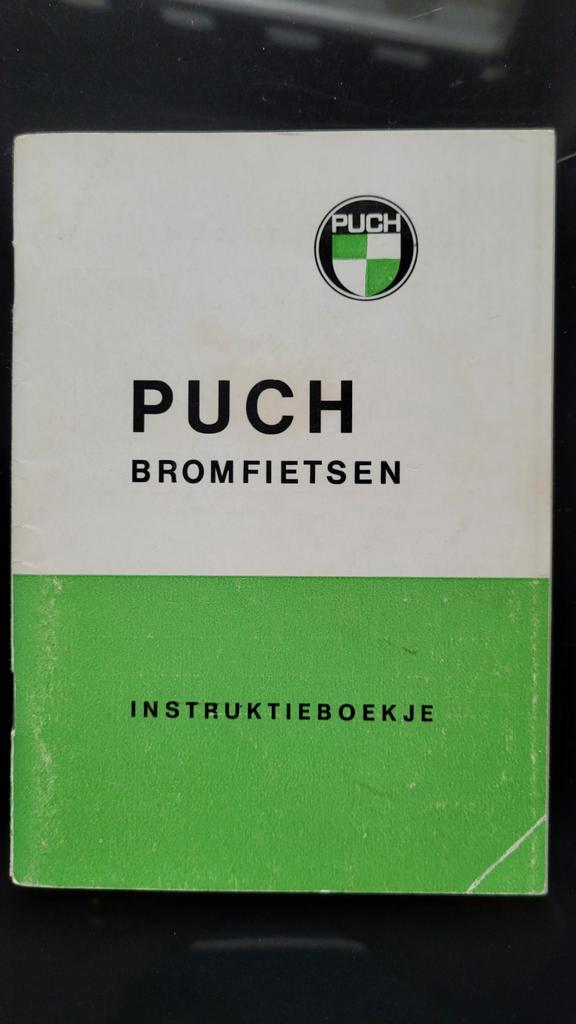 PUCH
PUCH
BROMFIETSEN
INSTRUKTIEBOEKJE